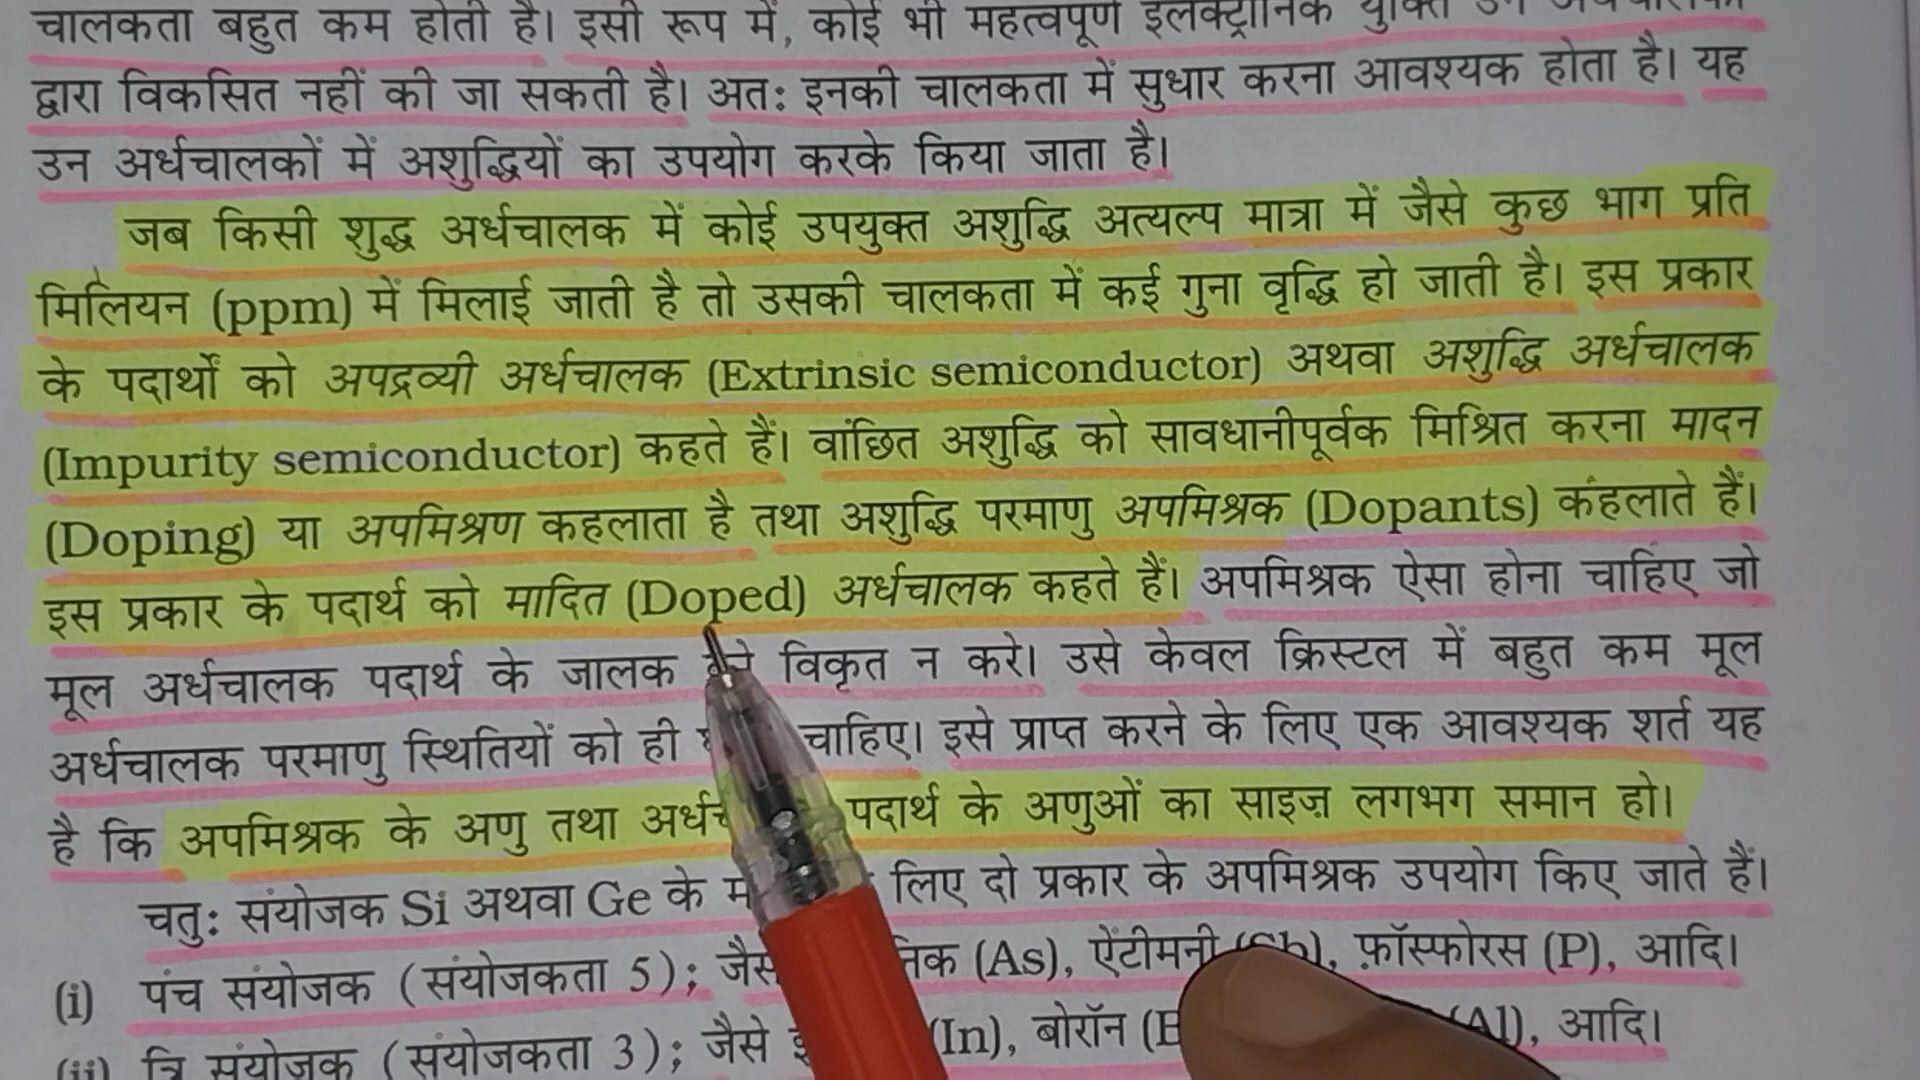 चालकता बहुत कम होती है। इसी रूप में, कोई भी महत्वपूर्ण इलेक्ट्रॉनिक युक्ति
द्वारा विकसित नहीं की जा सकती है। अतः इनकी चालकता में सुधार करना आवश्यक होता है। यह
उन अर्धचालकों में अशुद्धियों का उपयोग करके किया जाता है।
जब किसी शुद्ध अर्धचालक में कोई उपयुक्त अशुद्धि अत्यल्प मात्रा में जैसे कुछ भाग प्रति
मिलियन (ppm) में मिलाई जाती है तो उसकी चालकता में कई गुना वृद्धि हो जाती है। इस प्रकार
के पदार्थों को अपद्रव्यी अर्धचालक (Extrinsic semiconductor) अथवा अशुद्धि अर्धचालक
(Impurity semiconductor) कहते हैं। वांछित अशुद्धि को सावधानीपूर्वक मिश्रित करना मादन
(Doping) या अपमिश्रण कहलाता है तथा अशुद्धि परमाणु अपमिश्रक (Dopants) कहलाते हैं।
इस प्रकार के पदार्थ को मादित (Doped) अर्धचालक कहते हैं। अपमिश्रक ऐसा होना चाहिए जो
मूल अर्धचालक पदार्थ के जालक विकृत न करे। उसे केवल क्रिस्टल में बहुत कम मूल
अर्धचालक परमाणु स्थितियों को ही चाहिए। इसे प्राप्त करने के लिए एक आवश्यक शर्त यह
है कि अपमिश्रक के अणु तथा पदार्थ के अणुओं का साइज़ लगभग समान हो।
चतुः संयोजक Si अथवा Ge के लिए दो प्रकार के अपमिश्रक उपयोग किए जाते हैं।
(i) पंच संयोजक (संयोजकता 5); (As), ऐंटीमनी फ़ॉस्फोरस (P), आदि।
(ii) त्रि संयोजक (संयोजकता 3); जैसे (In), बोरॉन (Al), आदि।